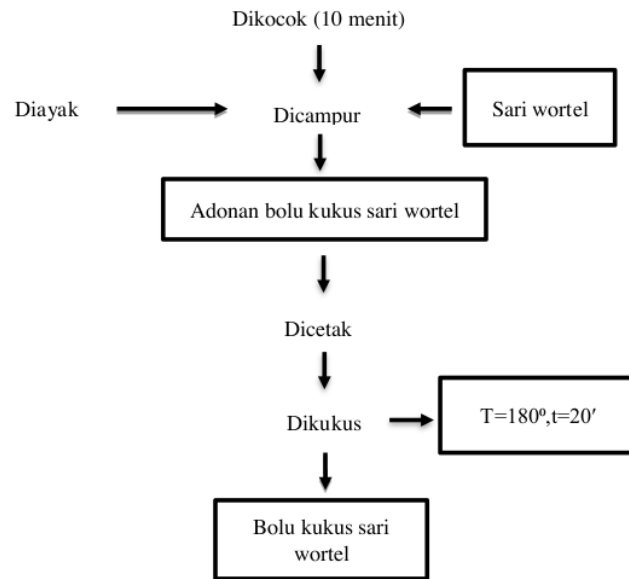 Dikocok (10 menit)
Diayak
Dicampur
Sari wortel
Adonan bolu kukus sari wortel
Dicetak
Dikukus
T=180⁰,t=20′
Bolu kukus sari
wortel